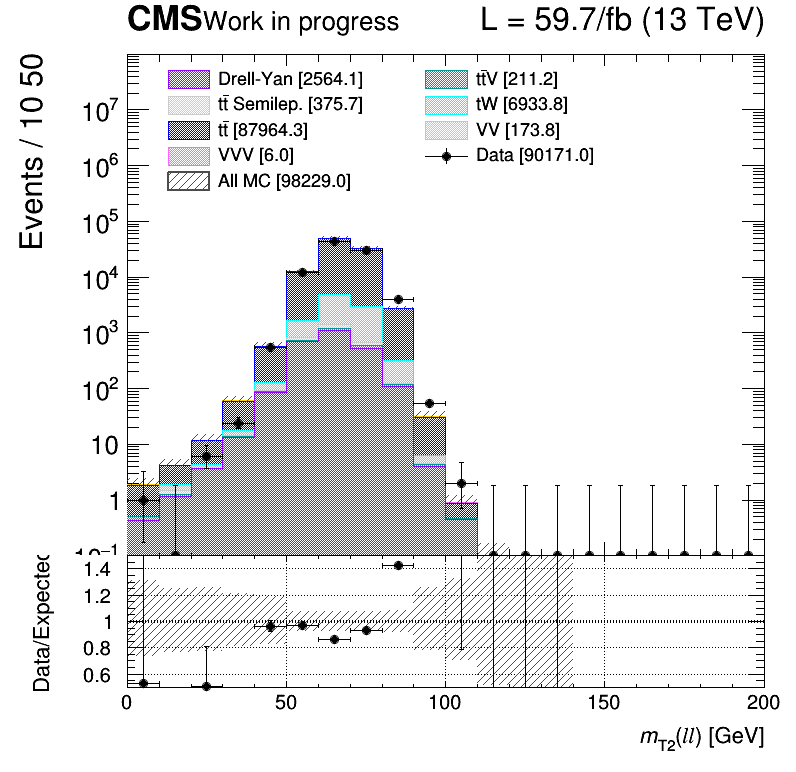 CMS Work in progress L = 59.7/fb (13 TeV)
Events / 10 50
Drell-Yan [2564.1]
tt̄ Semilep. [375.7]
tt̄ [87964.3]
VVV [6.0]
All MC [98229.0]
tt̄V [211.2]
tW [6933.8]
VV [173.8]
Data [90171.0]
10⁷
10⁶
10⁵
10⁴
10³
10²
10
1
10⁻¹
Data/Expected
1.4
1.2
1
0.8
0.6
0 50 100 150 200
m_T2(ll) [GeV]